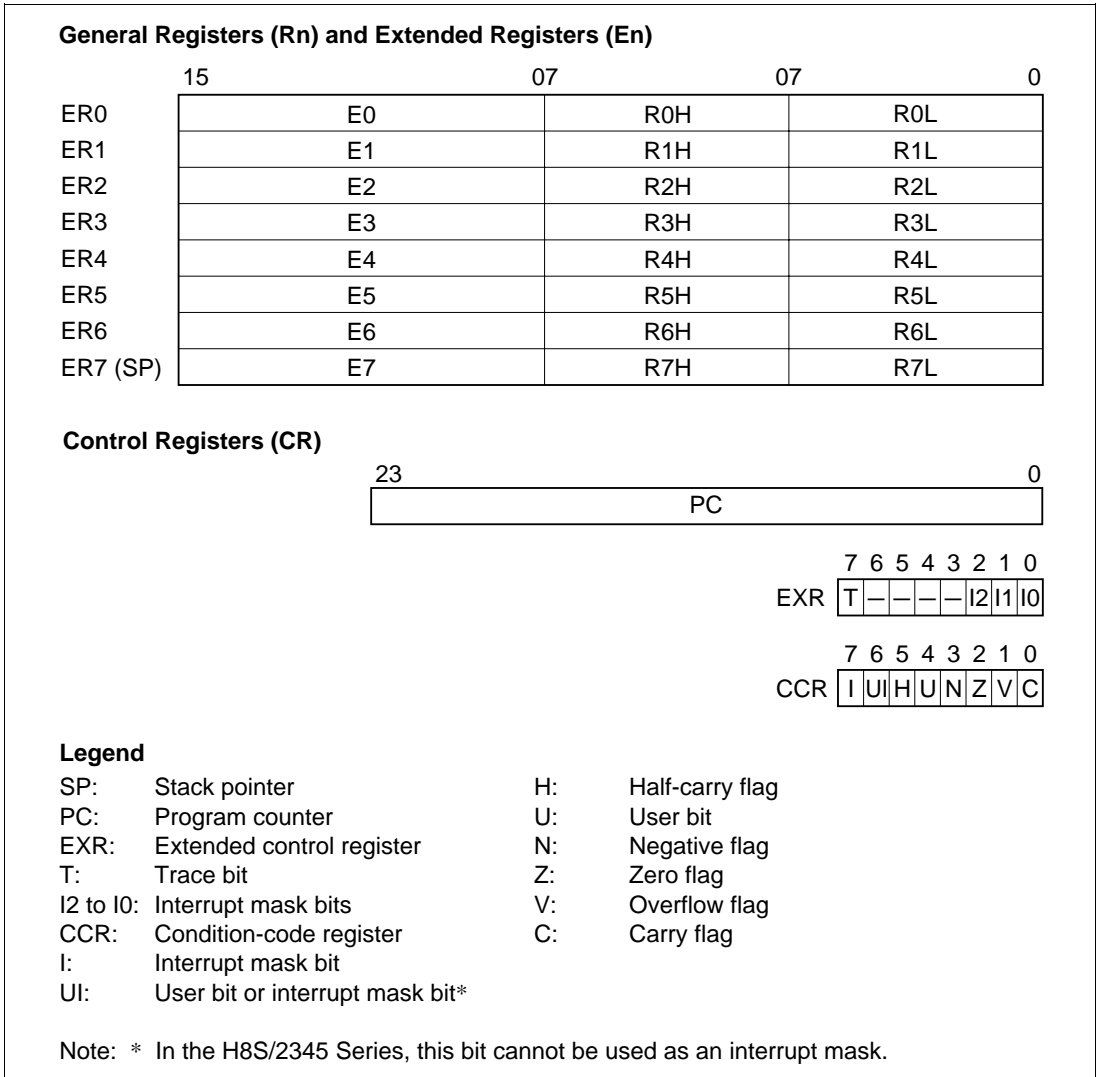 General Registers (Rn) and Extended Registers (En)
15 07 07 0
ER0 E0 R0H R0L
ER1 E1 R1H R1L
ER2 E2 R2H R2L
ER3 E3 R3H R3L
ER4 E4 R4H R4L
ER5 E5 R5H R5L
ER6 E6 R6H R6L
ER7 (SP) E7 R7H R7L
Control Registers (CR)
23 0
PC
7 6 5 4 3 2 1 0
EXR T — — — — I2 I1 I0
7 6 5 4 3 2 1 0
CCR I UI H U N Z V C
Legend
SP: Stack pointer H: Half-carry flag
PC: Program counter U: User bit
EXR: Extended control register N: Negative flag
T: Trace bit Z: Zero flag
I2 to I0: Interrupt mask bits V: Overflow flag
CCR: Condition-code register C: Carry flag
I: Interrupt mask bit
UI: User bit or interrupt mask bit*
Note: * In the H8S/2345 Series, this bit cannot be used as an interrupt mask.